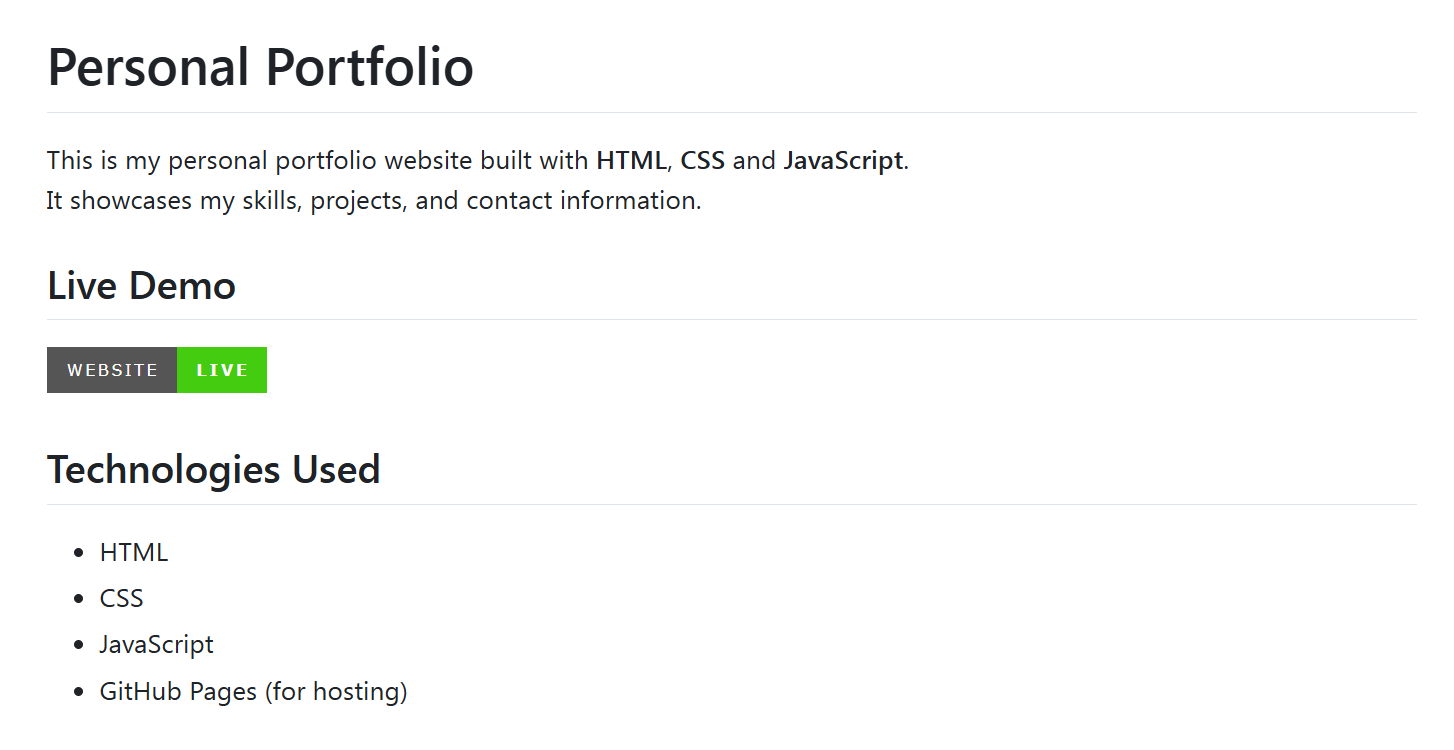 Personal Portfolio
This is my personal portfolio website built with HTML, CSS and JavaScript.
It showcases my skills, projects, and contact information.
Live Demo
WEBSITE LIVE
Technologies Used
HTML
CSS
JavaScript
GitHub Pages (for hosting)